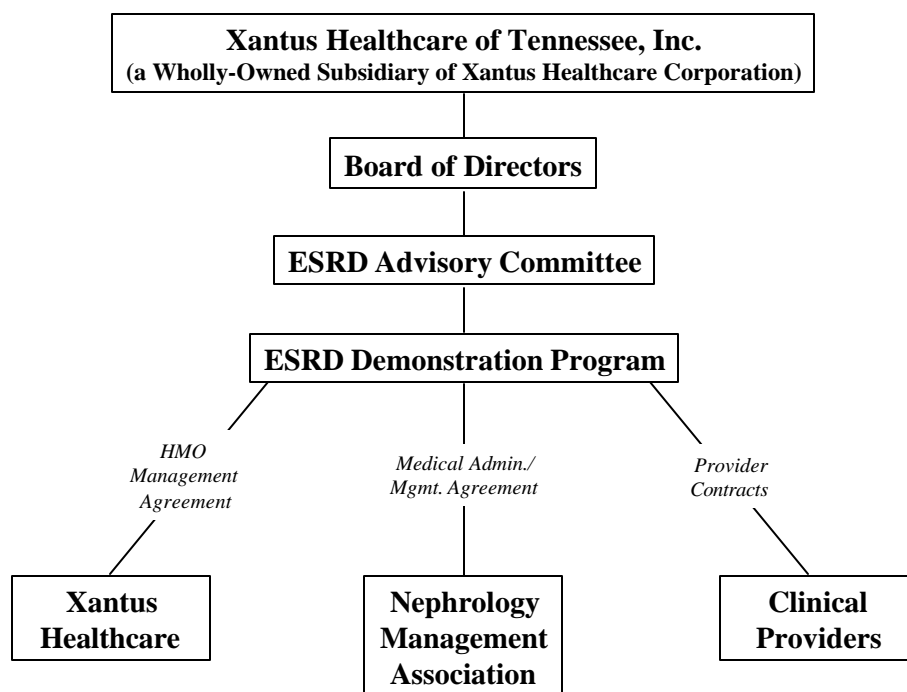 Xantus Healthcare of Tennessee, Inc.
(a Wholly-Owned Subsidiary of Xantus Healthcare Corporation)
Board of Directors
ESRD Advisory Committee
ESRD Demonstration Program
HMO
Management
Agreement
Medical Admin./
Mgmt. Agreement
Provider
Contracts
Xantus
Healthcare
Nephrology
Management
Association
Clinical
Providers